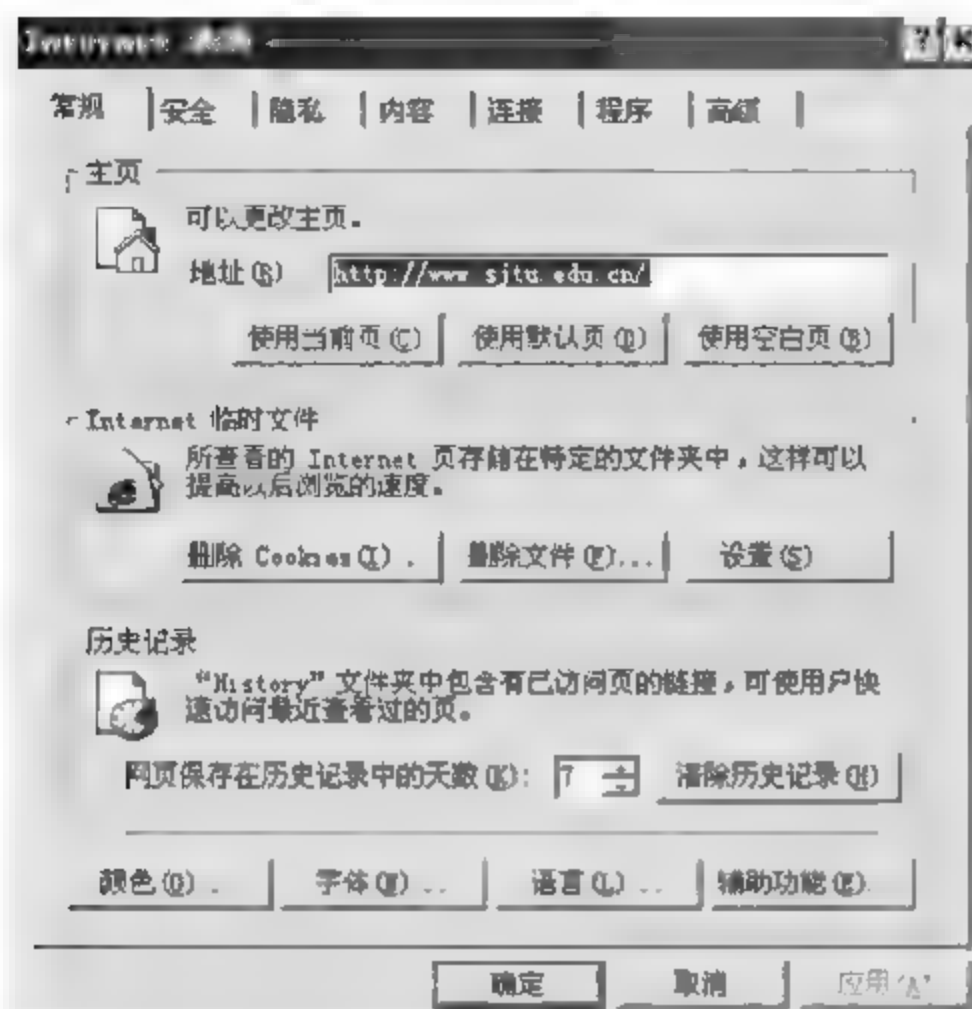 Internet 选项
常规 安全 隐私 内容 连接 程序 高级
主页
可以更改主页。
地址(R) http://www.sjtu.edu.cn/
使用当前页(C) 使用默认页(D) 使用空白页(B)
Internet 临时文件
所查看的 Internet 页存储在特定的文件夹中，这样可以
提高以后浏览的速度。
删除 Cookies(I). 删除文件(F)... 设置(S)
历史记录
“History”文件夹中包含有已访问页的链接，可使用户快
速访问最近查看过的页。
网页保存在历史记录中的天数(K): 7 清除历史记录(H)
颜色(O). 字体(N).. 语言(L).. 辅助功能(E).
确定 取消 应用(A)